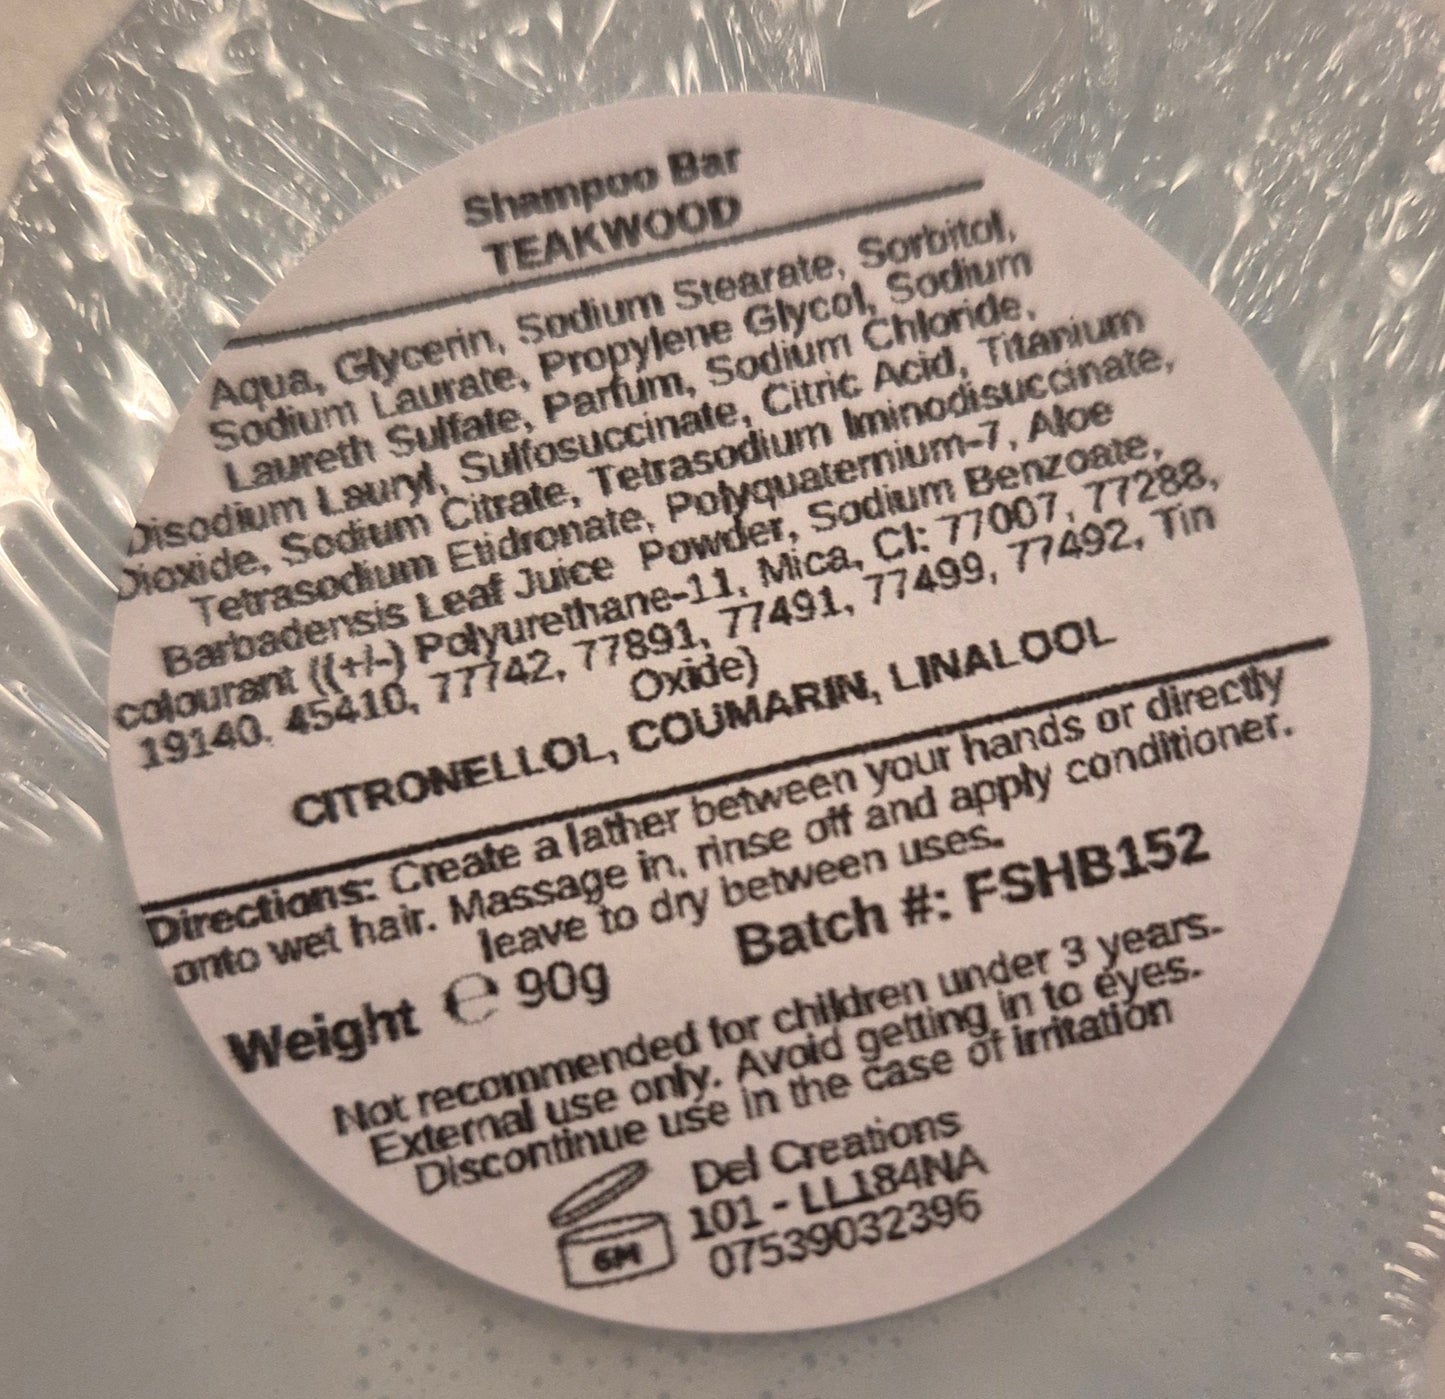 Shampoo Bar
TEAKWOOD
Aqua, Glycerin, Sodium Stearate, Sorbitol,
Sodium Laurate, Propylene Glycol, Sodium
Laureth Sulfate, Parfum, Sodium Chloride,
Disodium Lauryl, Sulfosuccinate, Citric Acid, Titanium
Dioxide, Sodium Citrate, Tetrasodium Iminodisuccinate,
Tetrasodium Etidronate, Polyquaternium-7, Aloe
Barbadensis Leaf Juice Powder, Sodium Benzoate,
colourant ((+/-) Polyurethane-11, Mica, CI: 77007, 77288,
19140, 45410, 77742, 77891, 77491, 77499, 77492, Tin
Oxide)
CITRONELLOL, COUMARIN, LINALOOL
Directions: Create a lather between your hands or directly
onto wet hair. Massage in, rinse off and apply conditioner.
leave to dry between uses.
Weight ℮ 90g Batch #: FSHB152
Not recommended for children under 3 years.
External use only. Avoid getting in to eyes.
Discontinue use in the case of irritation
Del Creations
101 - LL184NA
07539032396
6M